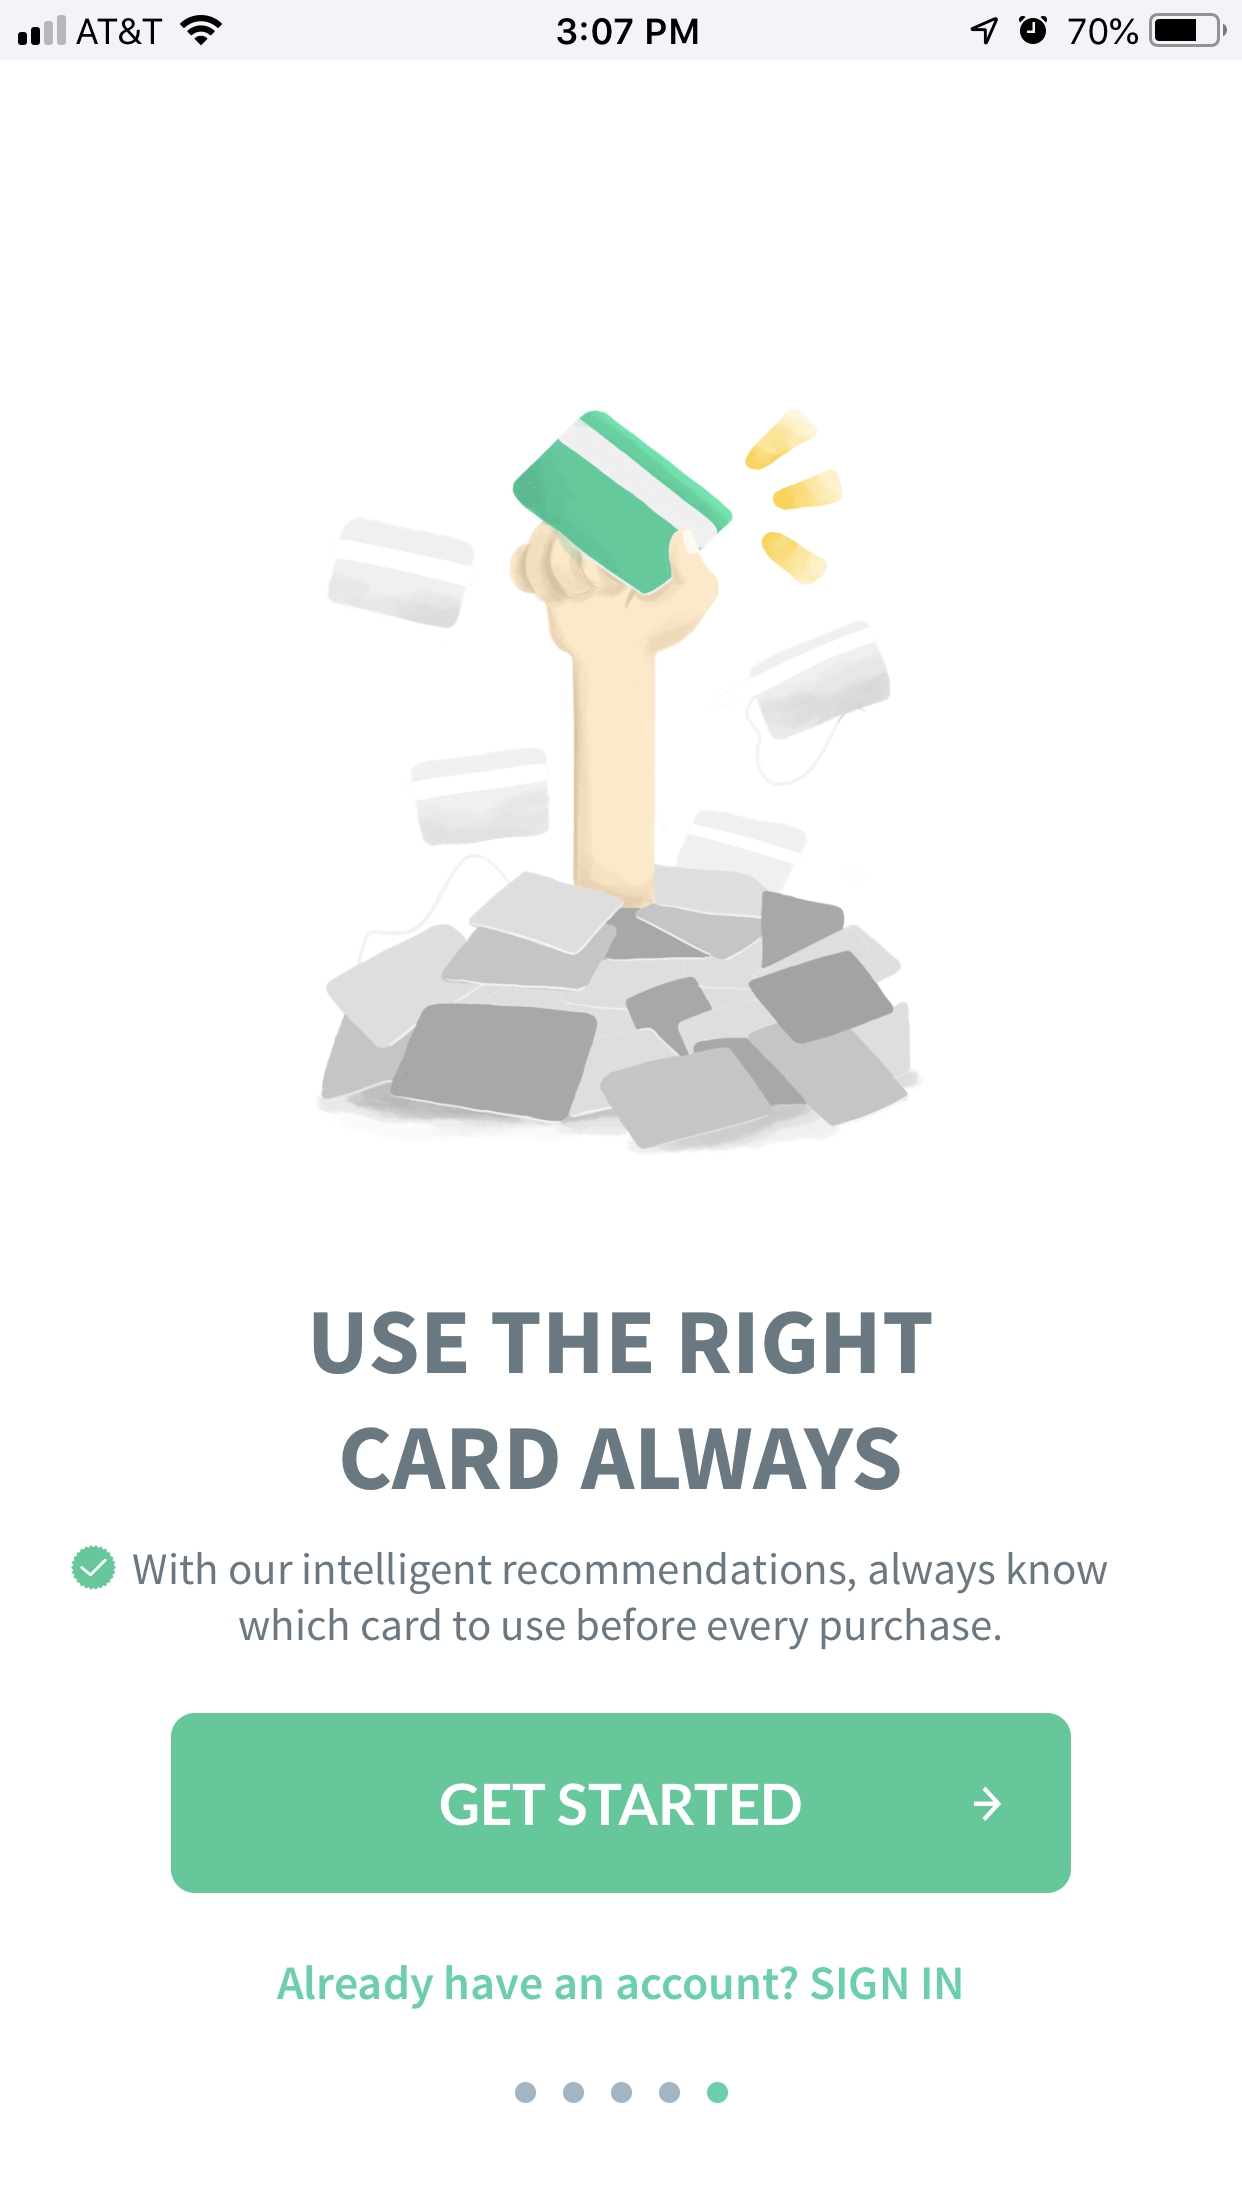 AT&T 3:07 PM 70%
USE THE RIGHT
CARD ALWAYS
With our intelligent recommendations, always know
which card to use before every purchase.
GET STARTED
Already have an account? SIGN IN